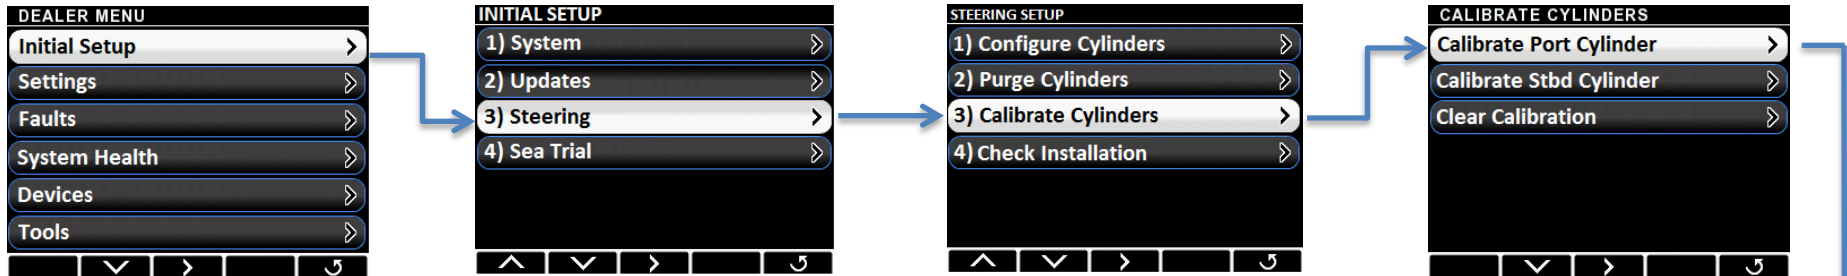 DEALER MENU
Initial Setup
Settings
Faults
System Health
Devices
Tools
INITIAL SETUP
1) System
2) Updates
3) Steering
4) Sea Trial
STEERING SETUP
1) Configure Cylinders
2) Purge Cylinders
3) Calibrate Cylinders
4) Check Installation
CALIBRATE CYLINDERS
Calibrate Port Cylinder
Calibrate Stbd Cylinder
Clear Calibration